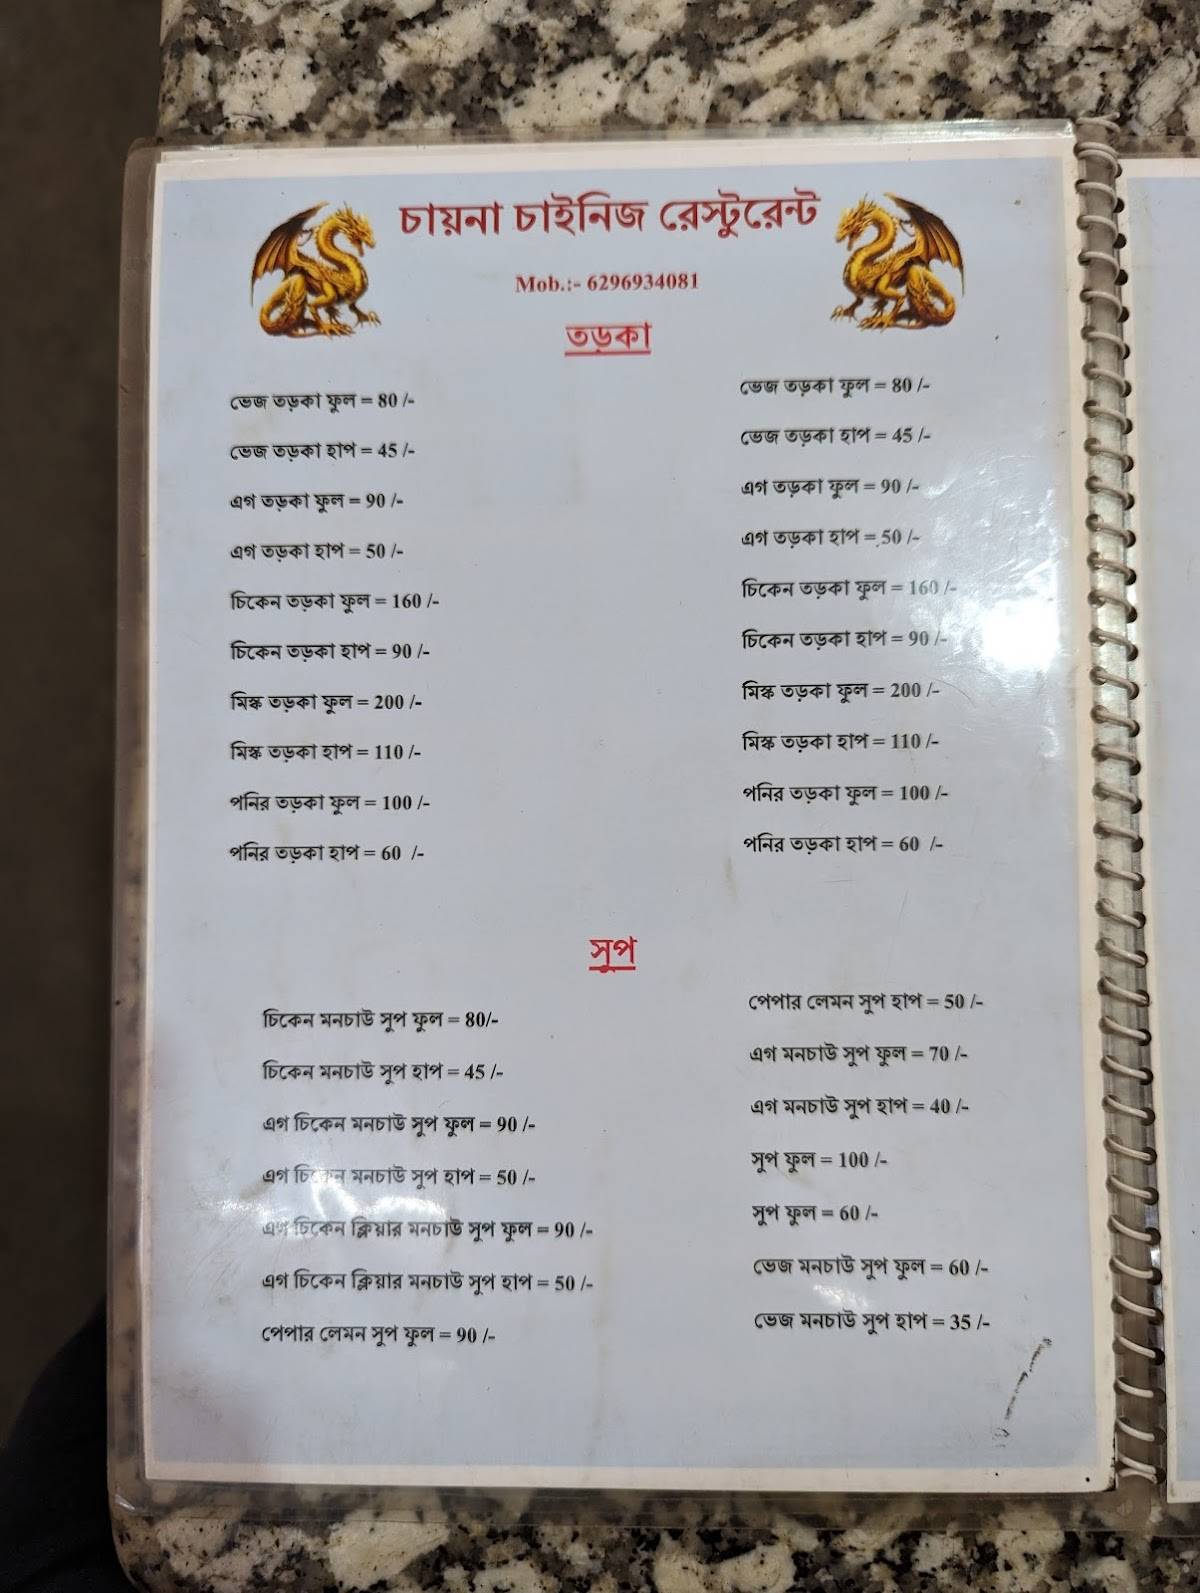 চায়না চাইনিজ রেস্টুরেন্ট
Mob.:- 6296934081
তড়কা
ভেজ তড়কা ফুল = 80 /-
ভেজ তড়কা হাপ = 45 /-
এগ তড়কা ফুল = 90 /-
এগ তড়কা হাপ = 50 /-
চিকেন তড়কা ফুল = 160 /-
চিকেন তড়কা হাপ = 90 /-
মিস্ক তড়কা ফুল = 200 /-
মিস্ক তড়কা হাপ = 110 /-
পনির তড়কা ফুল = 100 /-
পনির তড়কা হাপ = 60 /-
ভেজ তড়কা ফুল = 80 /-
ভেজ তড়কা হাপ = 45 /-
এগ তড়কা ফুল = 90 /-
এগ তড়কা হাপ = 50 /-
চিকেন তড়কা ফুল = 160 /-
চিকেন তড়কা হাপ = 90 /-
মিস্ক তড়কা ফুল = 200 /-
মিস্ক তড়কা হাপ = 110 /-
পনির তড়কা ফুল = 100 /-
পনির তড়কা হাপ = 60 /-
সুপ
চিকেন মনচাউ সুপ ফুল = 80/-
চিকেন মনচাউ সুপ হাপ = 45 /-
এগ চিকেন মনচাউ সুপ ফুল = 90 /-
এগ চিকেন মনচাউ সুপ হাপ = 50 /-
এগ চিকেন ক্লিয়ার মনচাউ সুপ ফুল = 90 /-
এগ চিকেন ক্লিয়ার মনচাউ সুপ হাপ = 50 /-
পেপার লেমন সুপ ফুল = 90 /-
পেপার লেমন সুপ হাপ = 50 /-
এগ মনচাউ সুপ ফুল = 70 /-
এগ মনচাউ সুপ হাপ = 40 /-
সুপ ফুল = 100 /-
সুপ ফুল = 60 /-
ভেজ মনচাউ সুপ ফুল = 60 /-
ভেজ মনচাউ সুপ হাপ = 35 /-